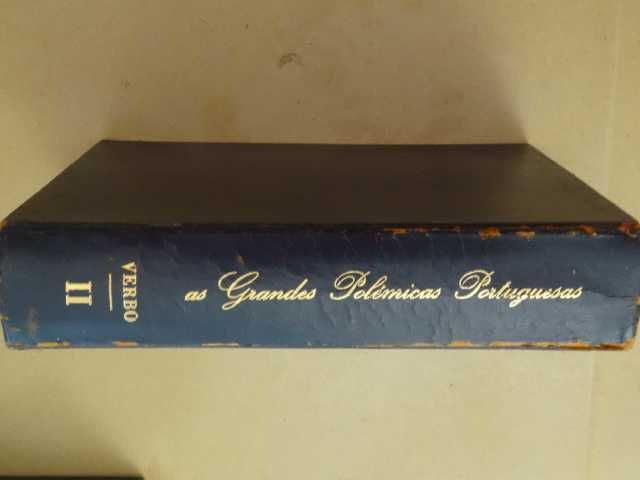 as Grandes Polémicas Portuguesas
VERBO
II